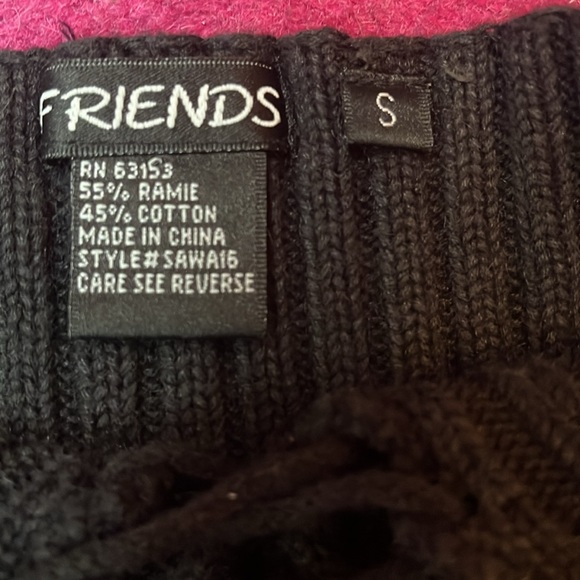 FRIENDS
S
RN 63153
55% RAMIE
45% COTTON
MADE IN CHINA
STYLE#SAWA16
CARE SEE REVERSE